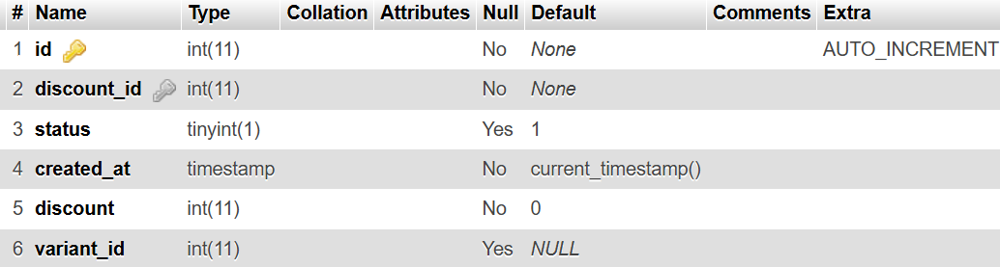 # Name Type Collation Attributes Null Default Comments Extra
1 id int(11) No None AUTO_INCREMENT
2 discount_id int(11) No None
3 status tinyint(1) Yes 1
4 created_at timestamp No current_timestamp()
5 discount int(11) No 0
6 variant_id int(11) Yes NULL